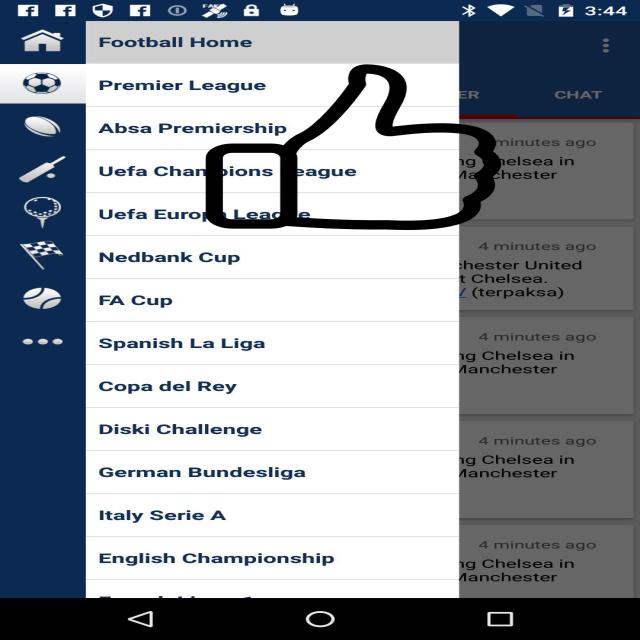 3:44
Football Home
Premier League
Absa Premiership
Uefa Champions League
Uefa Europa League
Nedbank Cup
FA Cup
Spanish La Liga
Copa del Rey
Diski Challenge
German Bundesliga
Italy Serie A
English Championship
ER
CHAT
minutes ago
ng Chelsea in
Manchester
4 minutes ago
chester United
t Chelsea.
/ (terpaksa)
4 minutes ago
ng Chelsea in
Manchester
4 minutes ago
ng Chelsea in
Manchester
4 minutes ago
ng Chelsea in
Manchester